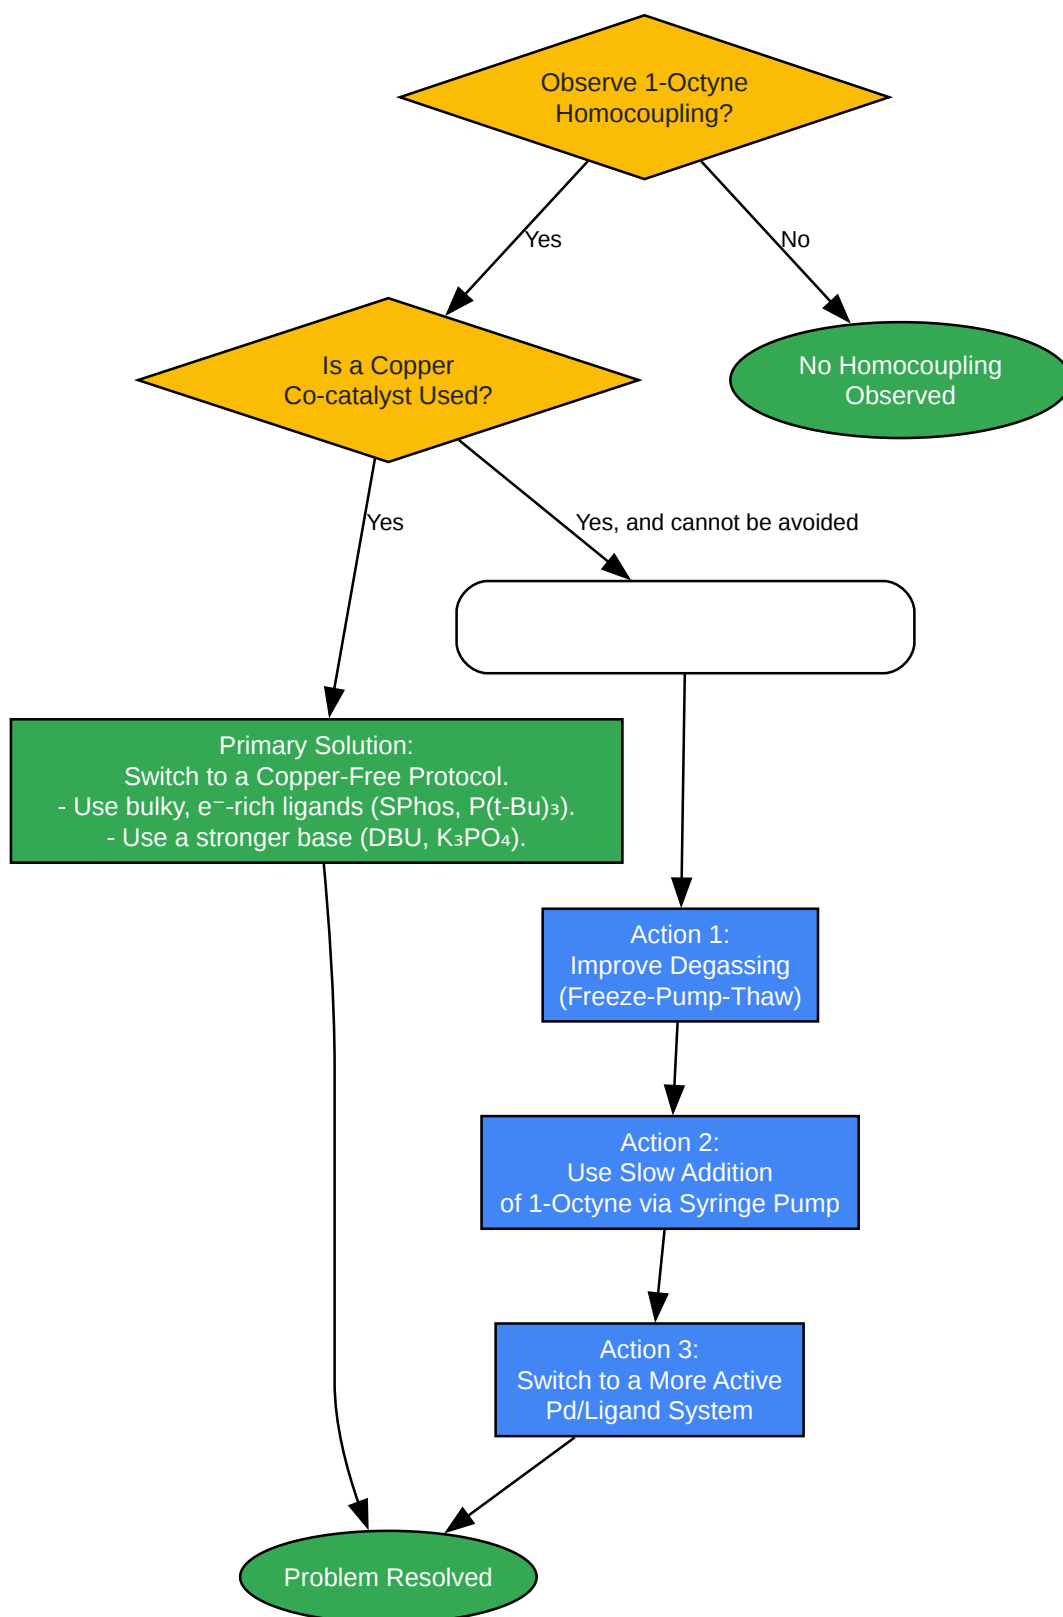 Observe 1-Octyne
Homocoupling?
Yes
No
Is a Copper
Co-catalyst Used?
No Homocoupling
Observed
Yes
Yes, and cannot be avoided
Primary Solution:
Switch to a Copper-Free Protocol.
- Use bulky, e⁻-rich ligands (SPhos, P(t-Bu)₃).
- Use a stronger base (DBU, K₃PO₄).
Action 1:
Improve Degassing
(Freeze-Pump-Thaw)
Action 2:
Use Slow Addition
of 1-Octyne via Syringe Pump
Action 3:
Switch to a More Active
Pd/Ligand System
Problem Resolved